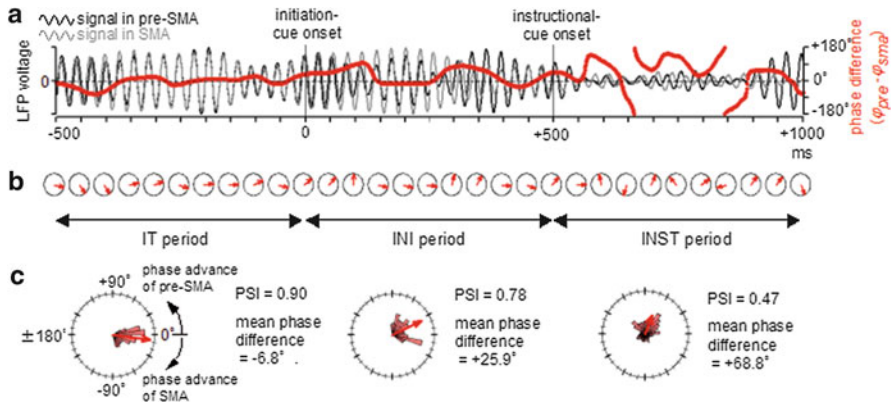 a
signal in pre-SMA
signal in SMA
initiation-
cue onset
instructional-
cue onset
LFP voltage
0
+180°
0°
-180°
phase difference
(φpre - φsma)
-500
0
+500
+1000
ms
b
IT period
INI period
INST period
c
+90°
phase advance
of pre-SMA
±180°
0°
-90°
phase advance
of SMA
PSI = 0.90
mean phase
difference
= -6.8°
PSI = 0.78
mean phase
difference
= +25.9°
PSI = 0.47
mean phase
difference
= +68.8°